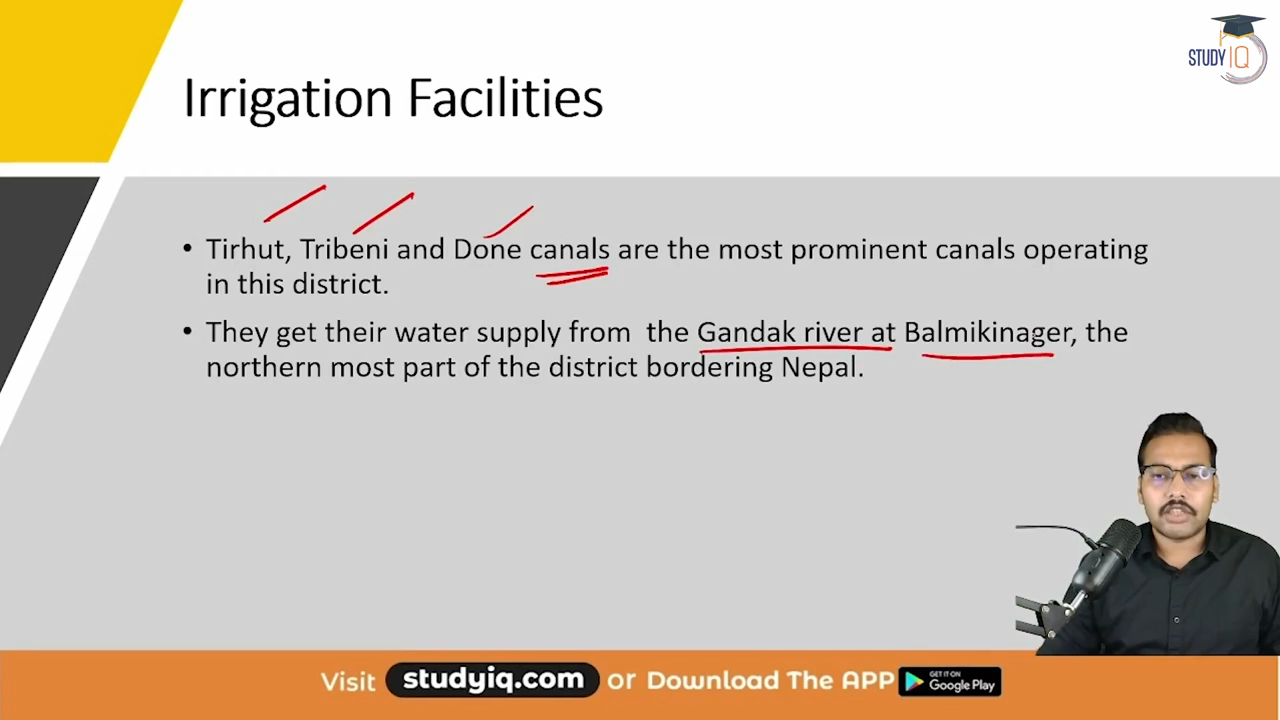 STUDY IQ
Irrigation Facilities
• Tirhut, Tribeni and Done canals are the most prominent canals operating
in this district.
• They get their water supply from the Gandak river at Balmikinager, the
northern most part of the district bordering Nepal.
Visit studyiq.com or Download The APP GET IT ON Google Play